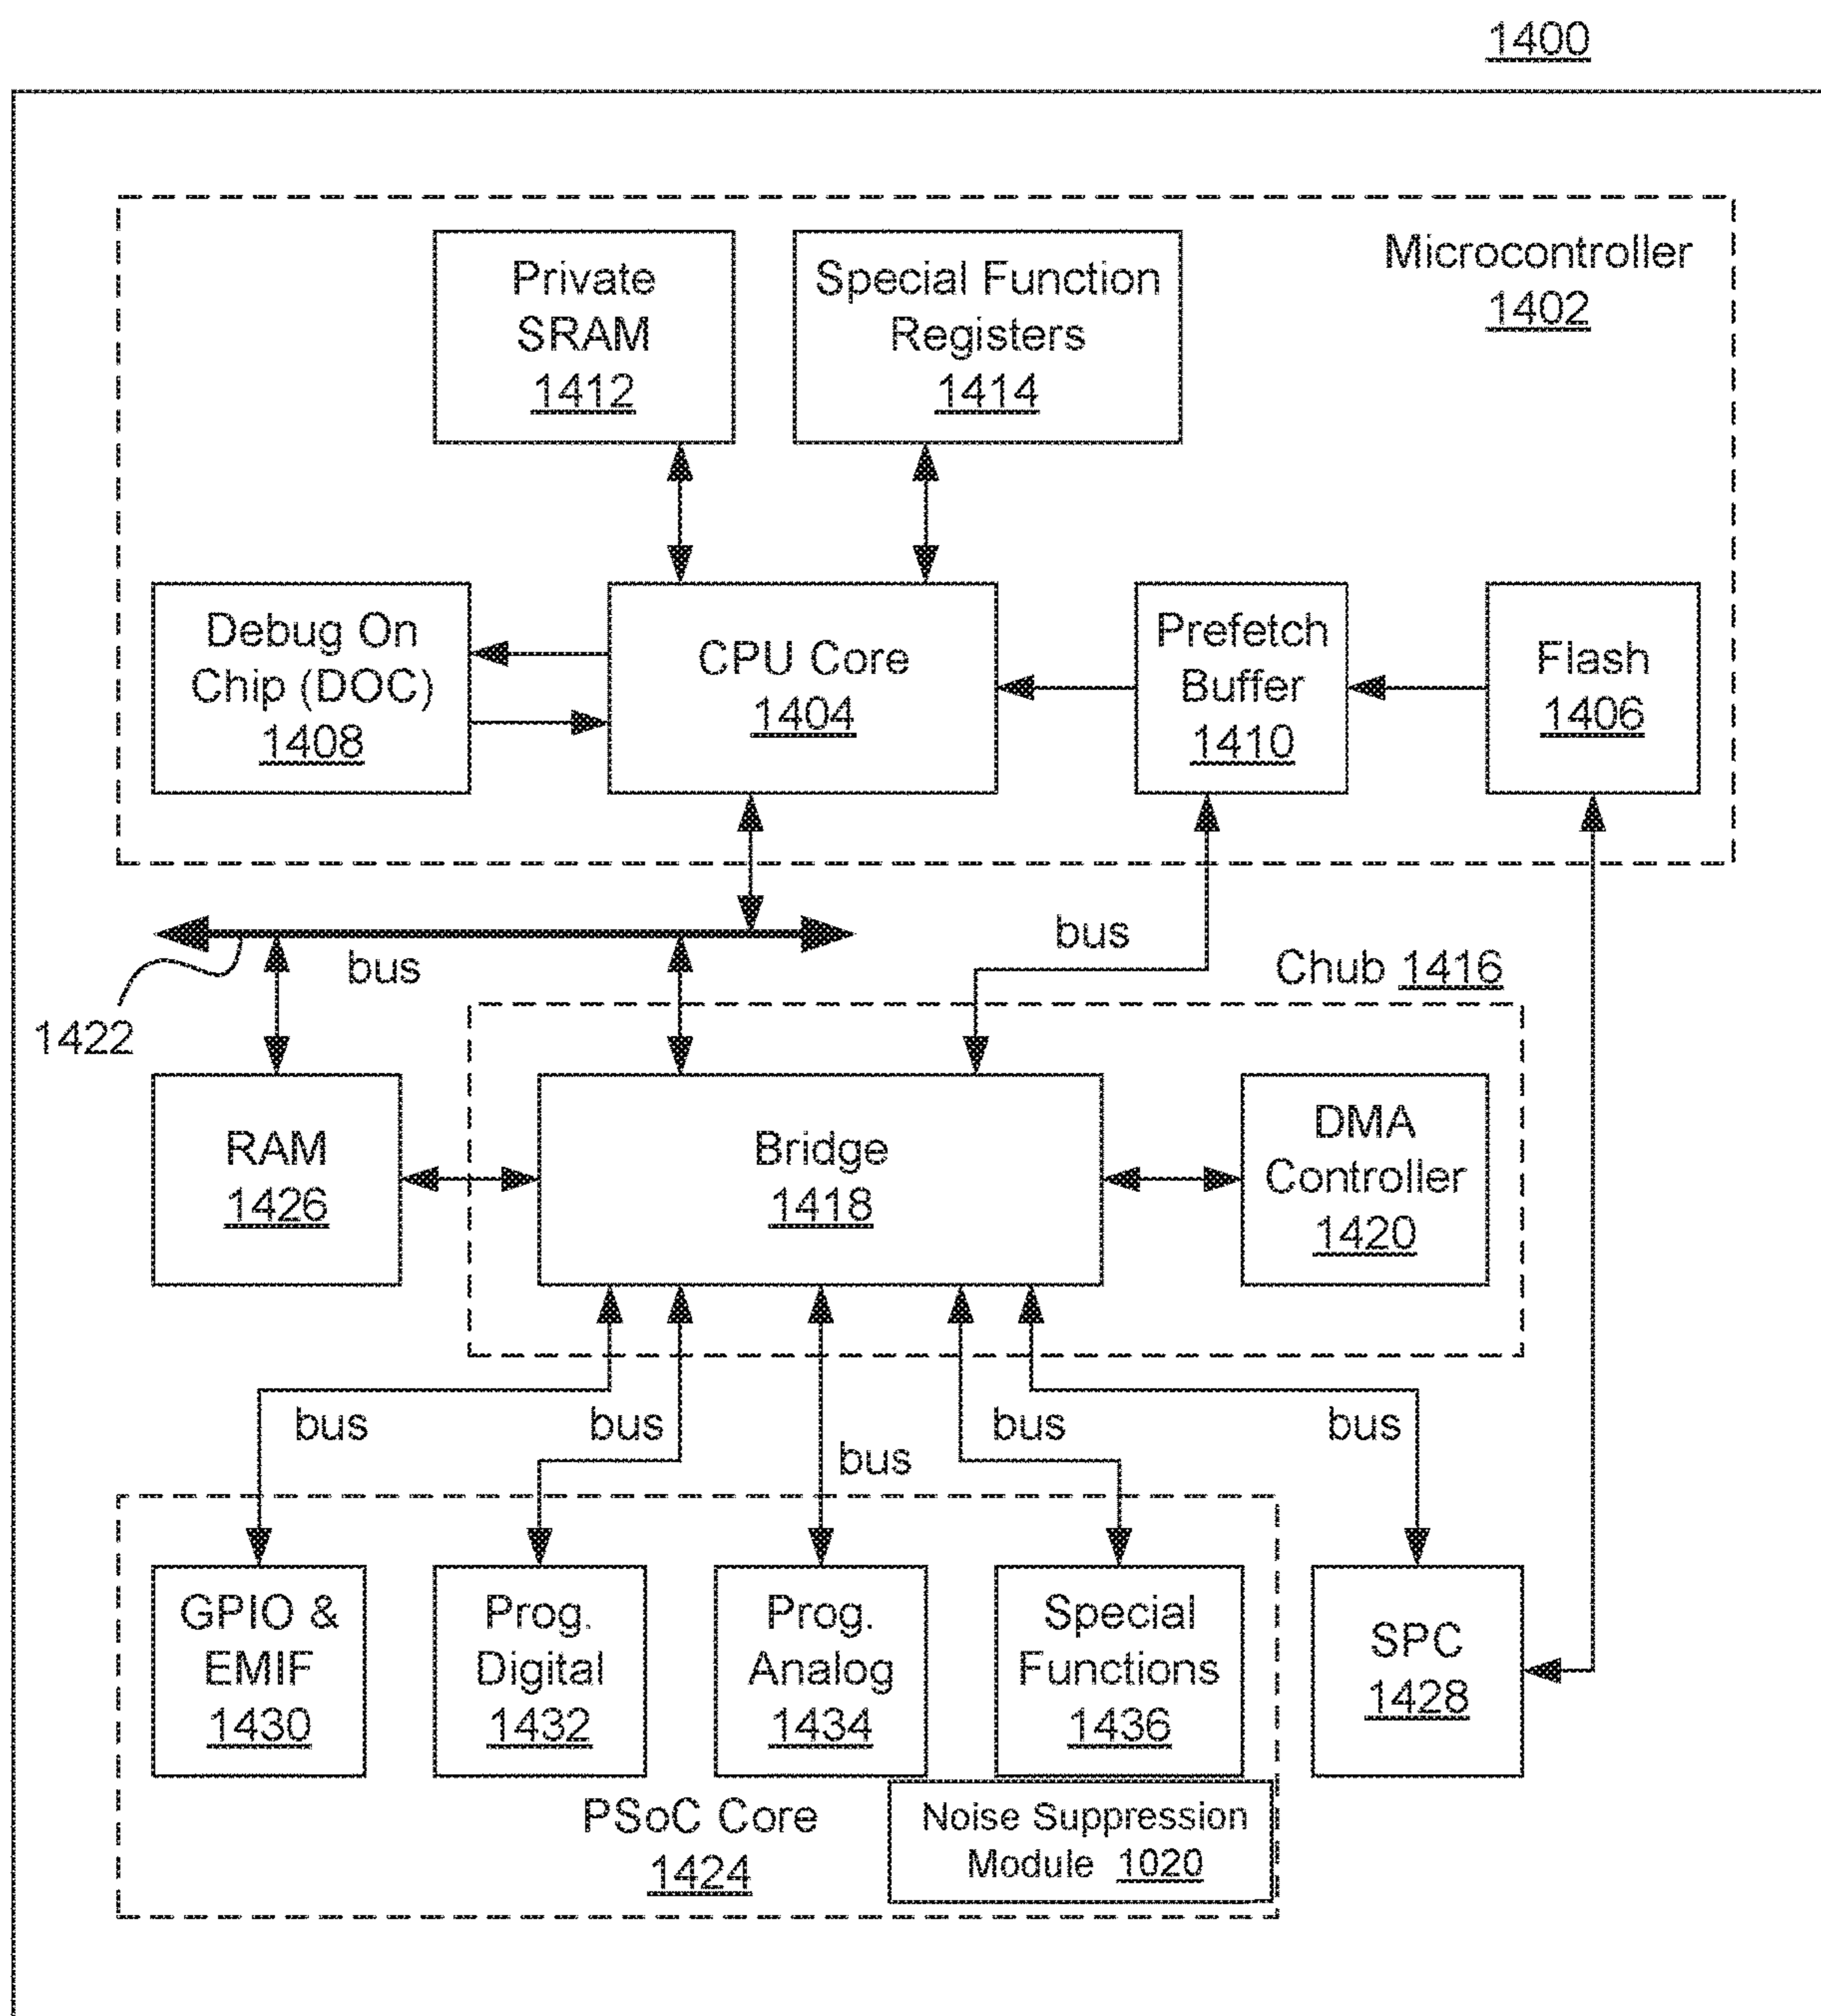 1400
Microcontroller
1402
Private
SRAM
1412
Special Function
Registers
1414
Debug On
Chip (DOC)
1408
CPU Core
1404
Prefetch
Buffer
1410
Flash
1406
bus
bus
1422
Chub 1416
RAM
1426
Bridge
1418
DMA
Controller
1420
bus
bus
bus
bus
bus
GPIO &
EMIF
1430
Prog.
Digital
1432
Prog.
Analog
1434
Special
Functions
1436
SPC
1428
PSoC Core
1424
Noise Suppression
Module 1020